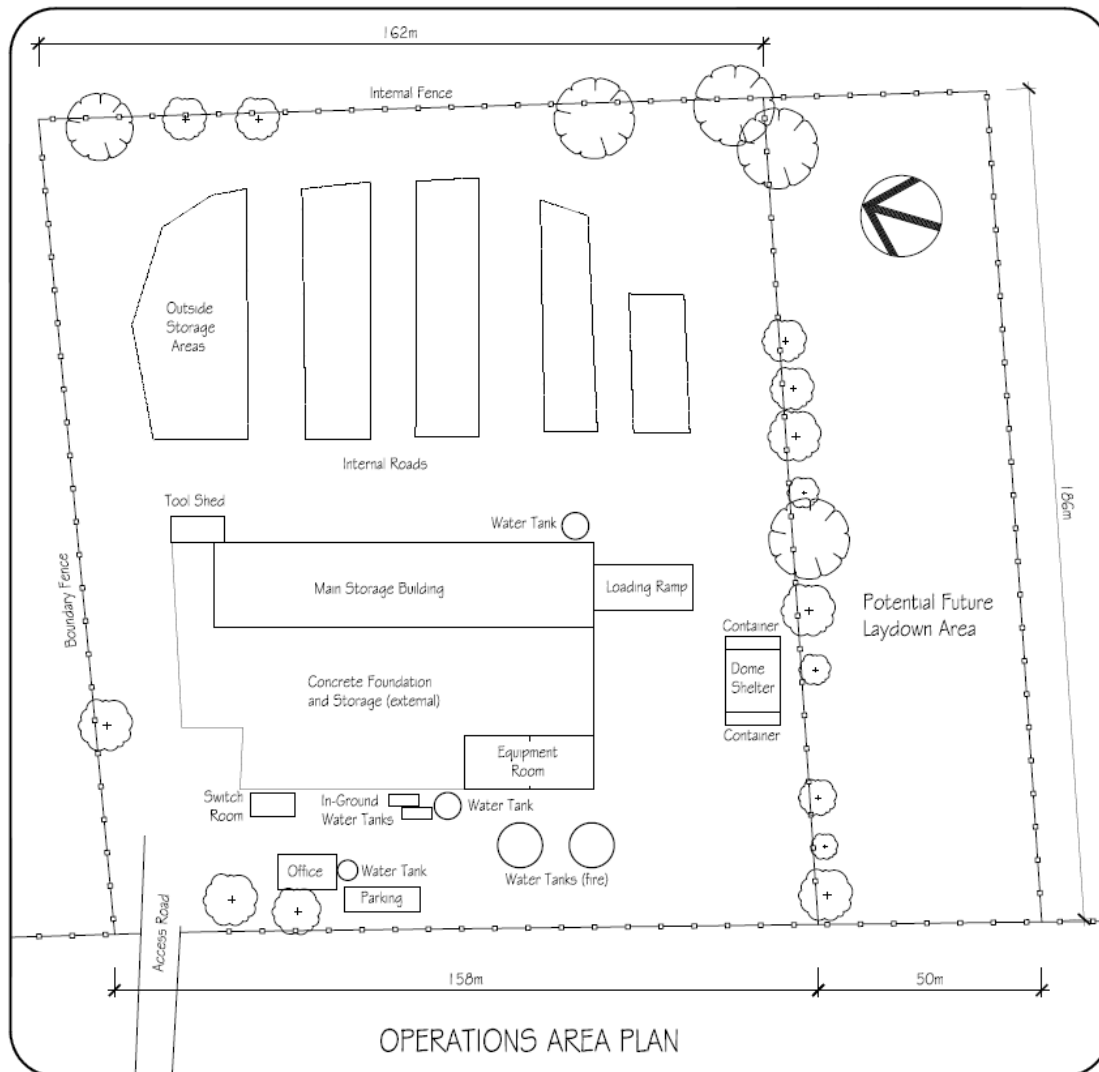 162m
Internal Fence
Outside
Storage
Areas
Internal Roads
Tool Shed
Water Tank
Main Storage Building
Loading Ramp
Boundary Fence
186m
Potential Future
Laydown Area
Container
Dome
Shelter
Container
Concrete Foundation
and Storage (external)
Equipment
Room
Switch
Room
In-Ground
Water Tanks
Water Tank
Water Tanks (fire)
Office
Water Tank
Parking
Access Road
158m
50m
OPERATIONS AREA PLAN